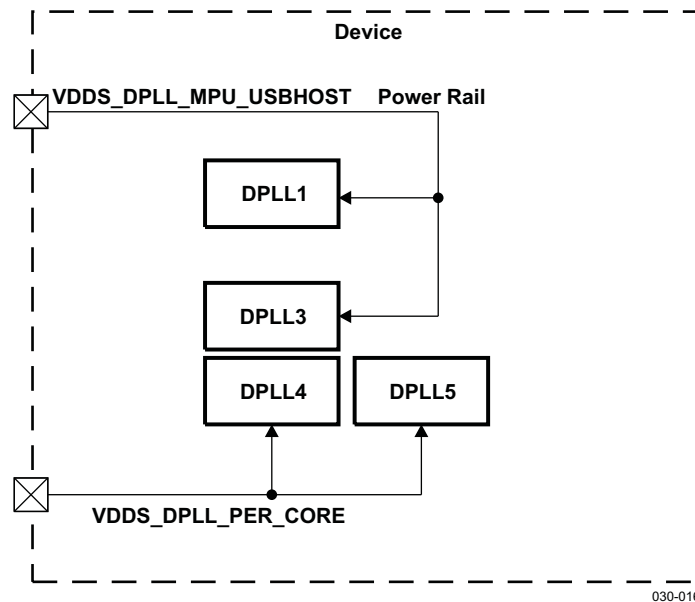 Device
VDDS_DPLL_MPU_USBHOST Power Rail
DPLL1
DPLL3
DPLL4 DPLL5
VDDS_DPLL_PER_CORE